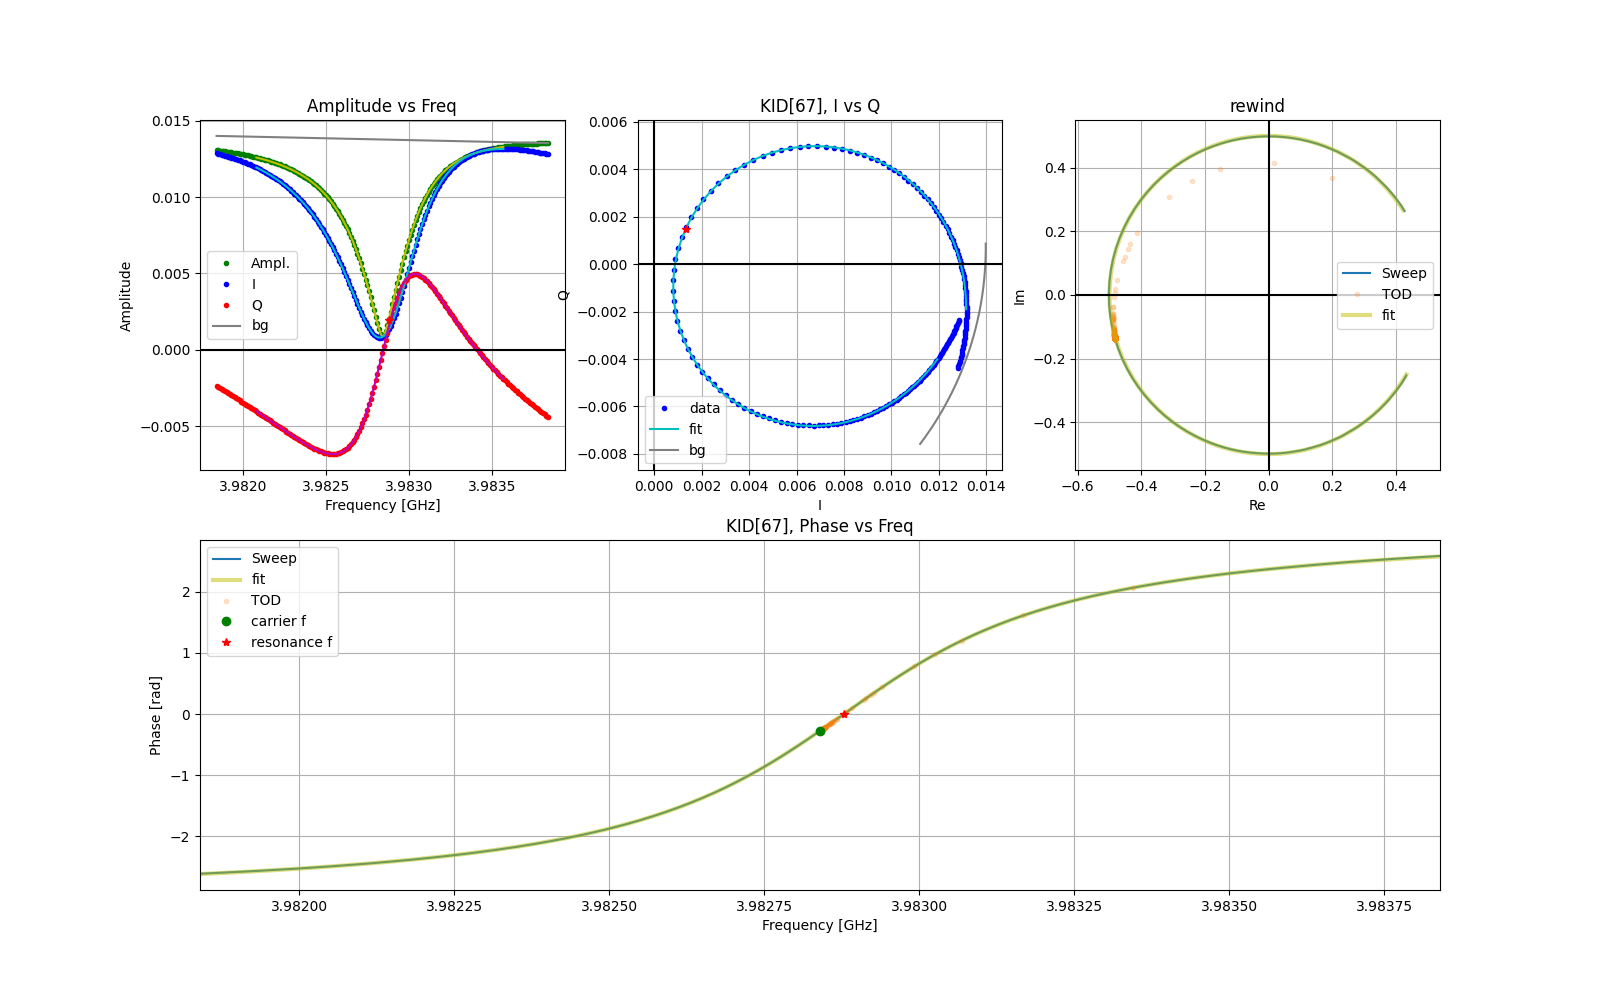 Amplitude vs Freq
0.015
0.010
0.005
0.000
−0.005
Amplitude
Ampl.
I
Q
bg
3.9820 3.9825 3.9830 3.9835
Frequency [GHz]
KID[67], I vs Q
0.006
0.004
0.002
0.000
−0.002
−0.004
−0.006
−0.008
Q
data
fit
bg
0.000 0.002 0.004 0.006 0.008 0.010 0.012 0.014
I
rewind
0.4
0.2
0.0
−0.2
−0.4
Im
Sweep
TOD
fit
−0.6 −0.4 −0.2 0.0 0.2 0.4
Re
KID[67], Phase vs Freq
2
1
0
−1
−2
Phase [rad]
Sweep
fit
TOD
carrier f
resonance f
3.98200 3.98225 3.98250 3.98275 3.98300 3.98325 3.98350 3.98375
Frequency [GHz]